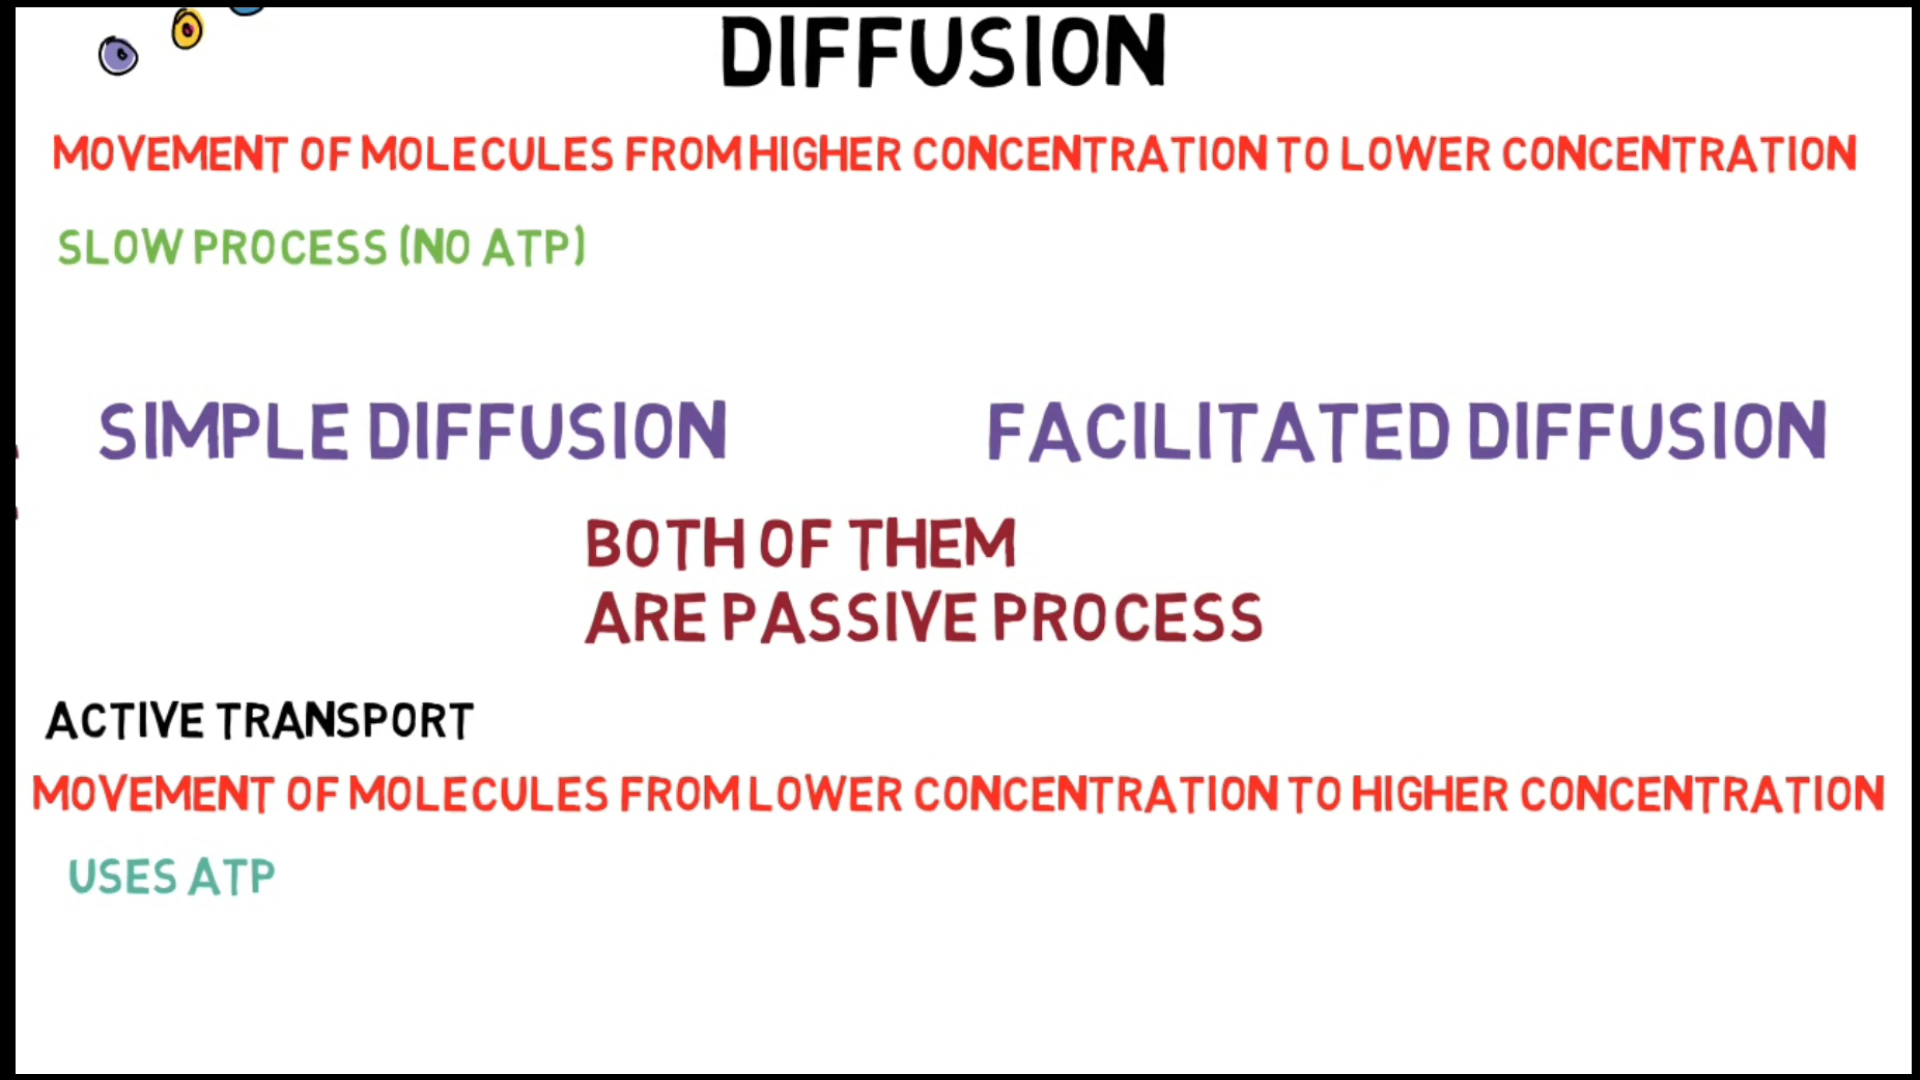 DIFFUSION
MOVEMENT OF MOLECULES FROM HIGHER CONCENTRATION TO LOWER CONCENTRATION
SLOW PROCESS (NO ATP)
SIMPLE DIFFUSION
FACILITATED DIFFUSION
BOTH OF THEM
ARE PASSIVE PROCESS
ACTIVE TRANSPORT
MOVEMENT OF MOLECULES FROM LOWER CONCENTRATION TO HIGHER CONCENTRATION
USES ATP